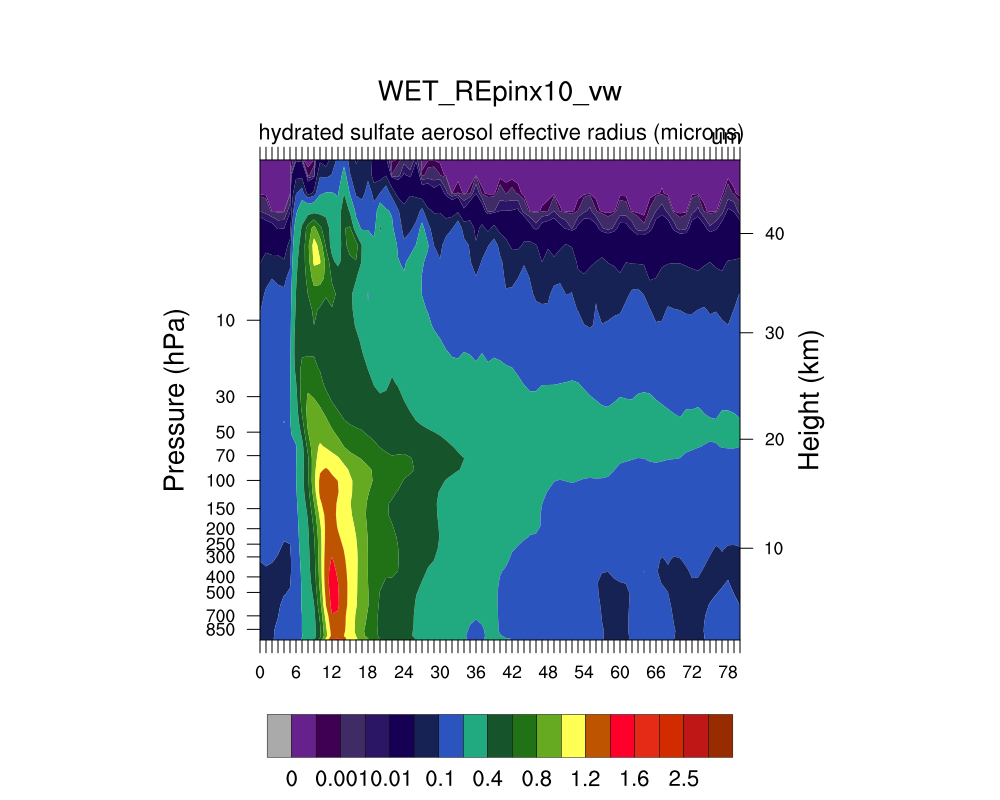 WET_REpinx10_vw
hydrated sulfate aerosol effective radius (microns)
um
Pressure (hPa)
10
30
50
70
100
150
200
250
300
400
500
700
850
40
30
20
10
Height (km)
0 6 12 18 24 30 36 42 48 54 60 66 72 78
0 0.001 0.01 0.1 0.4 0.8 1.2 1.6 2.5